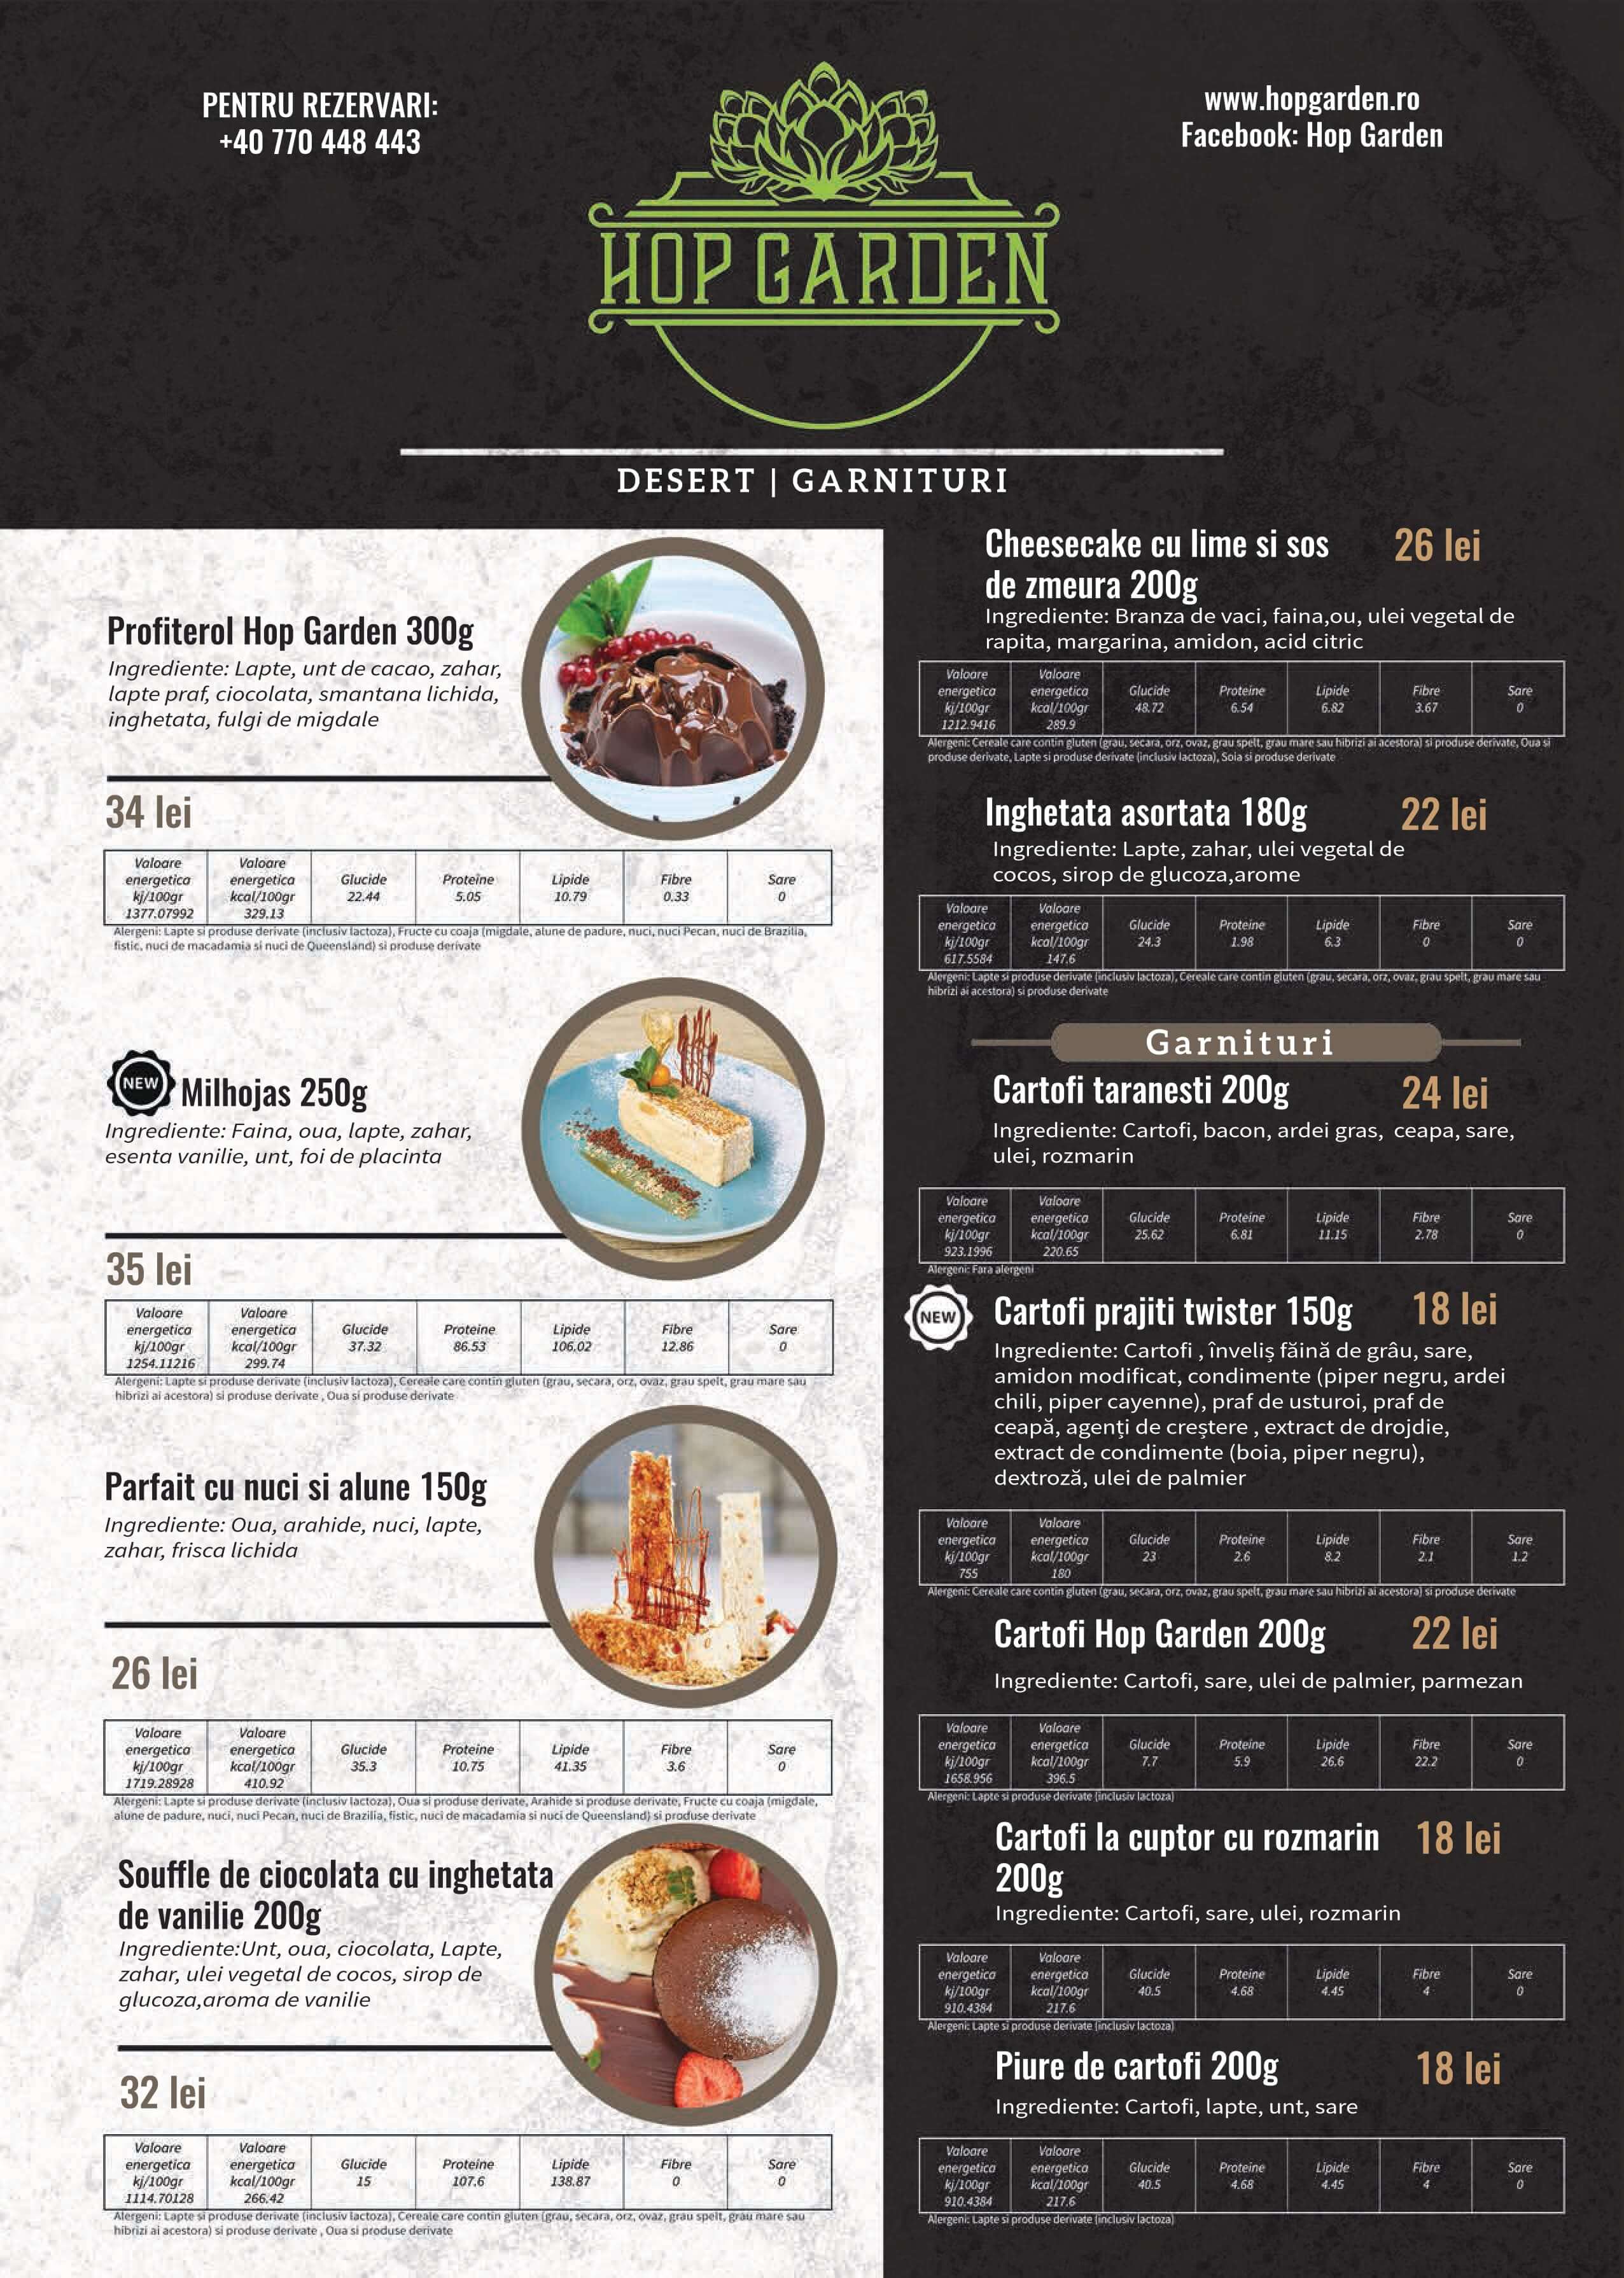 PENTRU REZERVARI:
+40 770 448 443
www.hopgarden.ro
Facebook: Hop Garden
HOP GARDEN
DESERT | GARNITURI
Profiterol Hop Garden 300g
Ingrediente: Lapte, unt de cacao, zahar,
lapte praf, ciocolata, smantana lichida,
inghetata, fulgi de migdale
34 lei
Valoare Valoare
energetica energetica Glucide Proteine Lipide Fibre Sare
kj/100gr kcal/100gr 22.44 5.05 10.79 0.33 0
1377.07992 329.13
Alergeni: Lapte si produse derivate (inclusiv lactoza), Fructe cu coaja (migdale, alune de padure, nuci, nuci Pecan, nuci de Brazilia,
fistic, nuci de macadamia si nuci de Queensland) si produse derivate
NEW
Milhojas 250g
Ingrediente: Faina, oua, lapte, zahar,
esenta vanilie, unt, foi de placinta
35 lei
Valoare Valoare
energetica energetica Glucide Proteine Lipide Fibre Sare
kj/100gr kcal/100gr 37.32 86.53 106.02 12.86 0
1254.11216 299.74
Alergeni: Lapte si produse derivate (inclusiv lactoza), Cereale care contin gluten (grau, secara, orz, ovaz, grau spelt, grau mare sau
hibrizi ai acestora) si produse derivate , Oua si produse derivate
Parfait cu nuci si alune 150g
Ingrediente: Oua, arahide, nuci, lapte,
zahar, frisca lichida
26 lei
Valoare Valoare
energetica energetica Glucide Proteine Lipide Fibre Sare
kj/100gr kcal/100gr 35.3 10.75 41.35 3.6 0
1719.28928 410.92
Alergeni: Lapte si produse derivate (inclusiv lactoza), Oua si produse derivate, Arahide si produse derivate, Fructe cu coaja (migdale,
alune de padure, nuci, nuci Pecan, nuci de Brazilia, fistic, nuci de macadamia si nuci de Queensland) si produse derivate
Souffle de ciocolata cu inghetata
de vanilie 200g
Ingrediente:Unt, oua, ciocolata, Lapte,
zahar, ulei vegetal de cocos, sirop de
glucoza,aroma de vanilie
32 lei
Valoare Valoare
energetica energetica Glucide Proteine Lipide Fibre Sare
kj/100gr kcal/100gr 15 107.6 138.87 0 0
1114.70128 266.42
Alergeni: Lapte si produse derivate (inclusiv lactoza), Cereale care contin gluten (grau, secara, orz, ovaz, grau spelt, grau mare sau
hibrizi ai acestora) si produse derivate , Oua si produse derivate
Cheesecake cu lime si sos 26 lei
de zmeura 200g
Ingrediente: Branza de vaci, faina,ou, ulei vegetal de
rapita, margarina, amidon, acid citric
Valoare Valoare
energetica energetica Glucide Proteine Lipide Fibre Sare
kj/100gr kcal/100gr 48.72 6.54 6.82 3.67 0
1212.9416 289.9
Alergeni: Cereale care contin gluten (grau, secara, orz, ovaz, grau spelt, grau mare sau hibrizi ai acestora) si produse derivate, Oua si
produse derivate, Lapte si produse derivate (inclusiv lactoza), Soia si produse derivate
Inghetata asortata 180g 22 lei
Ingrediente: Lapte, zahar, ulei vegetal de
cocos, sirop de glucoza,arome
Valoare Valoare
energetica energetica Glucide Proteine Lipide Fibre Sare
kj/100gr kcal/100gr 24.3 1.98 6.3 0 0
617.5584 147.6
Alergeni: Lapte si produse derivate (inclusiv lactoza), Cereale care contin gluten (grau, secara, orz, ovaz, grau spelt, grau mare sau
hibrizi ai acestora) si produse derivate
Garnituri
Cartofi taranesti 200g 24 lei
Ingrediente: Cartofi, bacon, ardei gras, ceapa, sare,
ulei, rozmarin
Valoare Valoare
energetica energetica Glucide Proteine Lipide Fibre Sare
kj/100gr kcal/100gr 25.62 6.81 11.15 2.78 0
923.1996 220.65
Alergeni: Fara alergeni
NEW
Cartofi prajiti twister 150g 18 lei
Ingrediente: Cartofi , înveliș făină de grâu, sare,
amidon modificat, condimente (piper negru, ardei
chili, piper cayenne), praf de usturoi, praf de
ceapă, agenți de creștere , extract de drojdie,
extract de condimente (boia, piper negru),
dextroză, ulei de palmier
Valoare Valoare
energetica energetica Glucide Proteine Lipide Fibre Sare
kj/100gr kcal/100gr 23 2.6 8.2 2.1 1.2
755 180
Alergeni: Cereale care contin gluten (grau, secara, orz, ovaz, grau spelt, grau mare sau hibrizi ai acestora) si produse derivate
Cartofi Hop Garden 200g 22 lei
Ingrediente: Cartofi, sare, ulei de palmier, parmezan
Valoare Valoare
energetica energetica Glucide Proteine Lipide Fibre Sare
kj/100gr kcal/100gr 7.7 5.9 26.6 22.2 0
1658.956 396.5
Alergeni: Lapte si produse derivate (inclusiv lactoza)
Cartofi la cuptor cu rozmarin 18 lei
200g
Ingrediente: Cartofi, sare, ulei, rozmarin
Valoare Valoare
energetica energetica Glucide Proteine Lipide Fibre Sare
kj/100gr kcal/100gr 40.5 4.68 4.45 4 0
910.4384 217.6
Alergeni: Lapte si produse derivate (inclusiv lactoza)
Piure de cartofi 200g 18 lei
Ingrediente: Cartofi, lapte, unt, sare
Valoare Valoare
energetica energetica Glucide Proteine Lipide Fibre Sare
kj/100gr kcal/100gr 40.5 4.68 4.45 4 0
910.4384 217.6
Alergeni: Lapte si produse derivate (inclusiv lactoza)